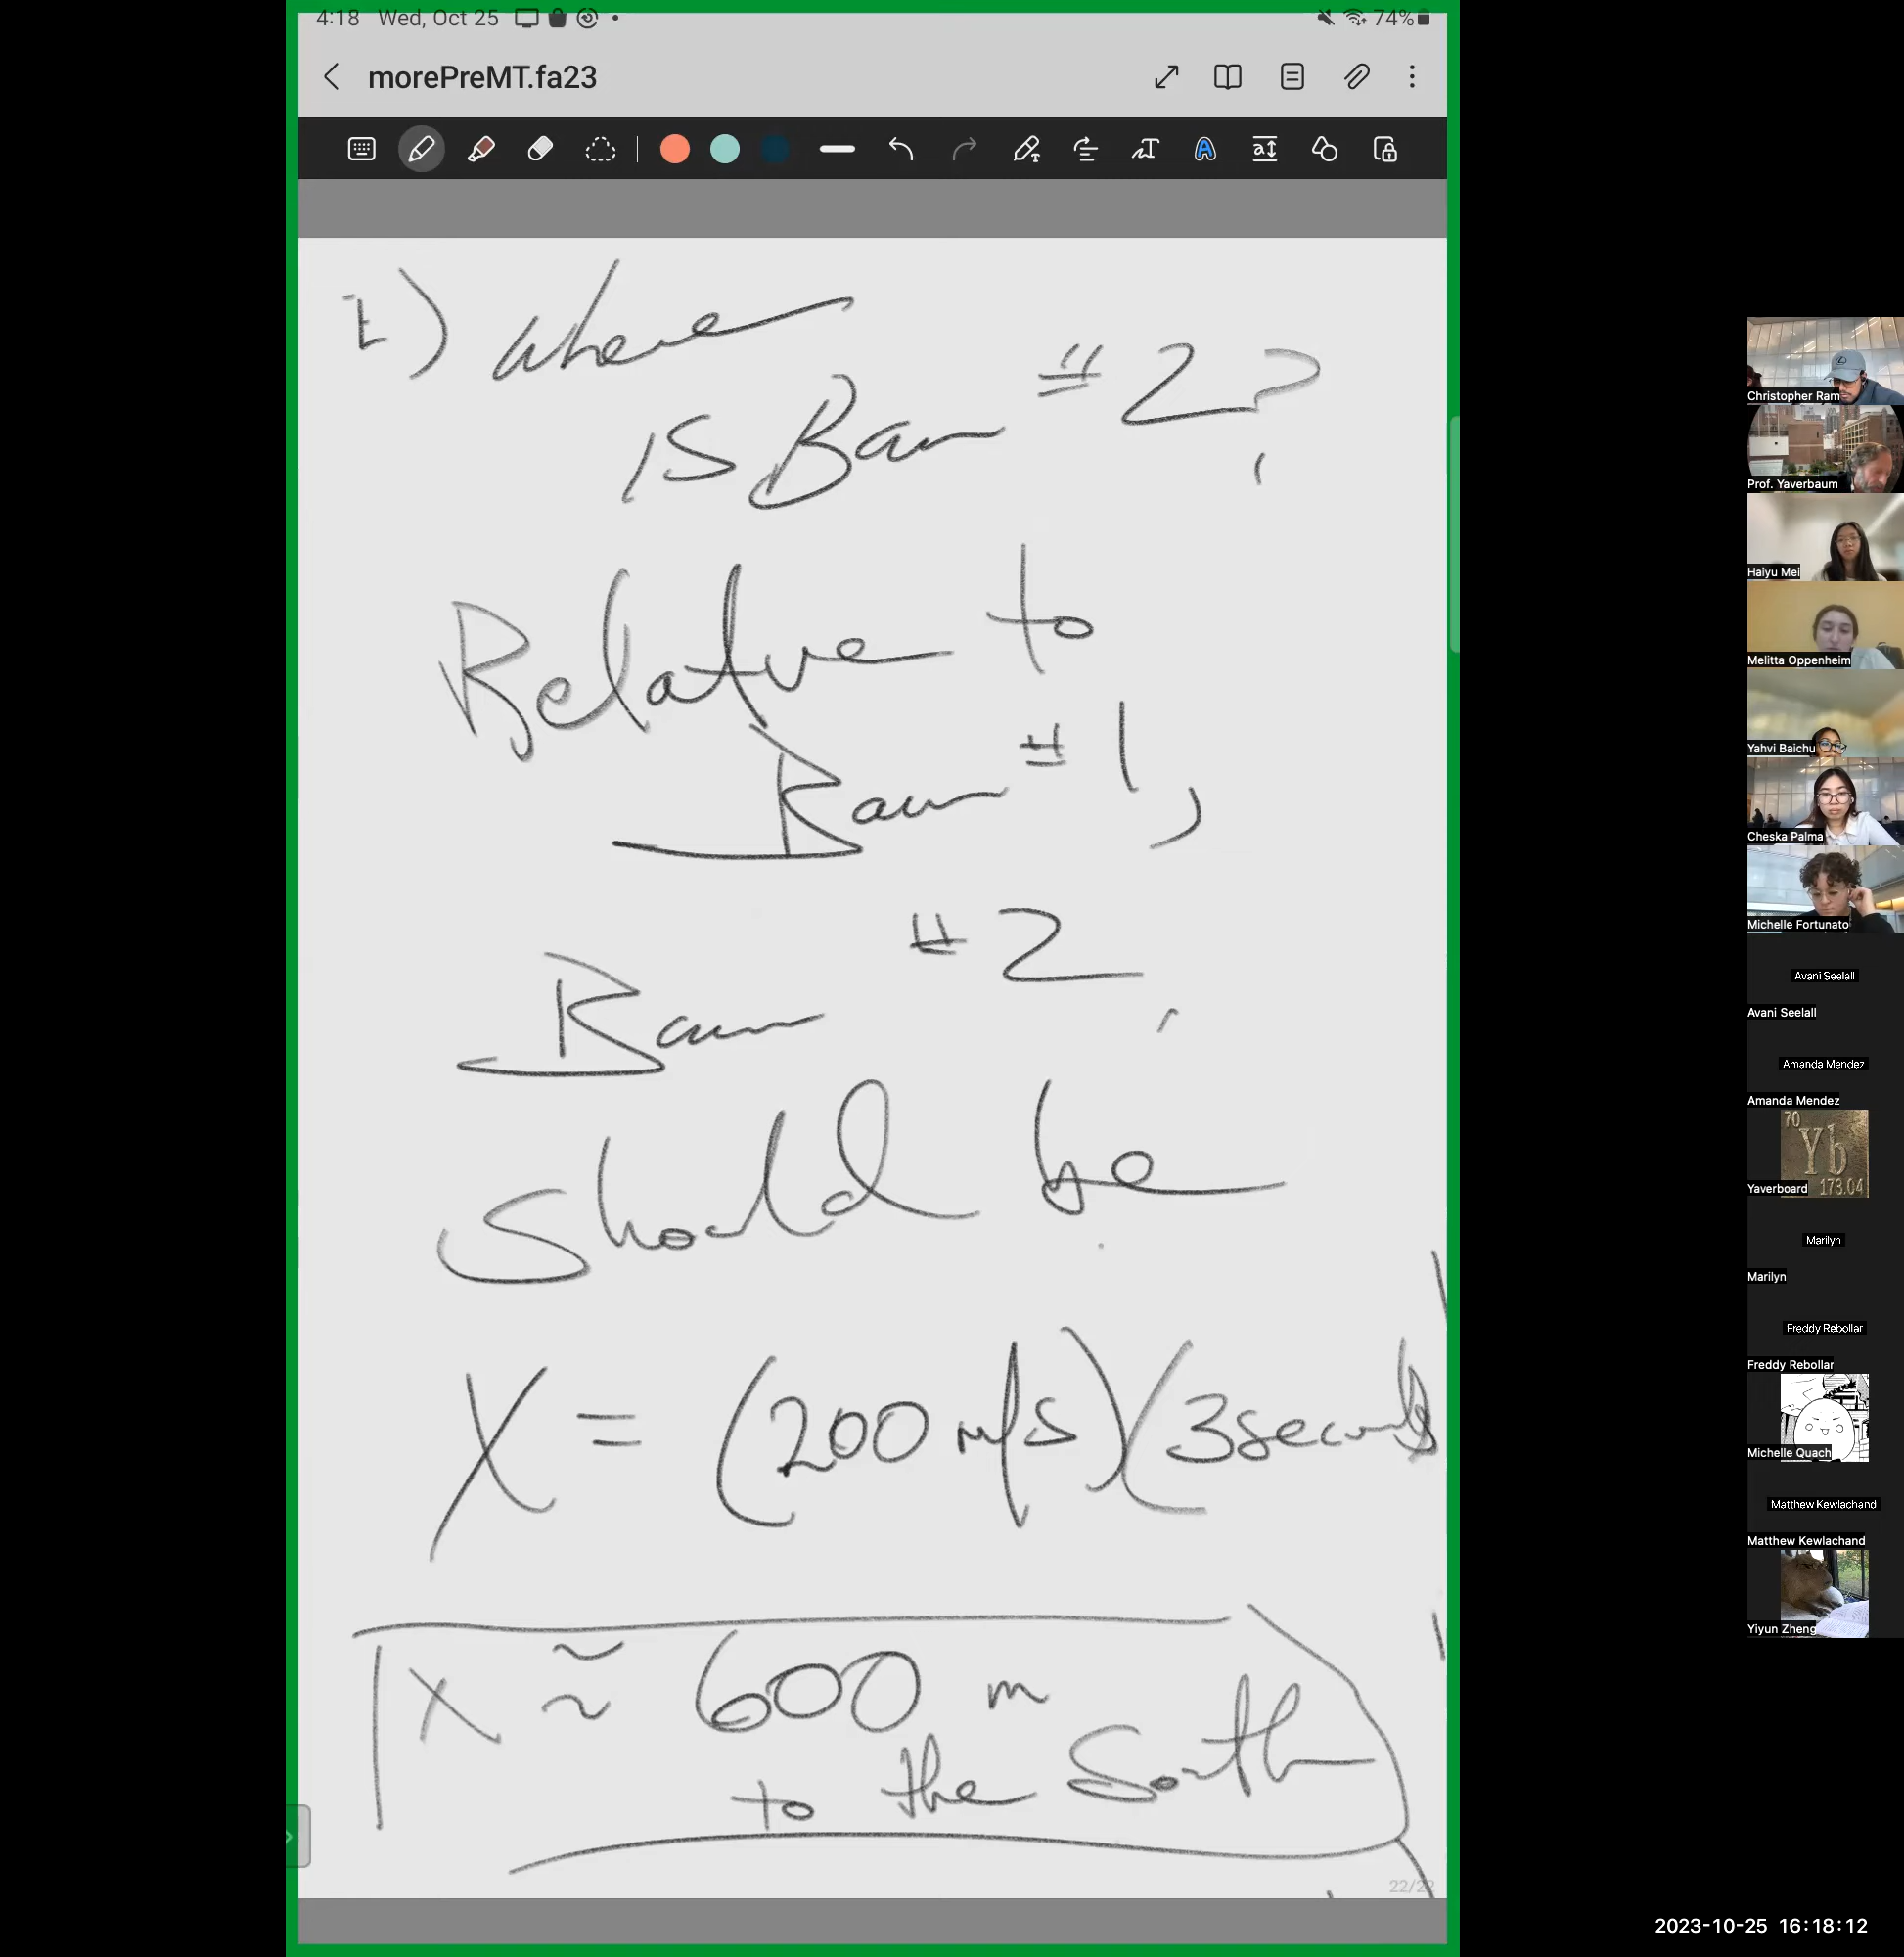 4:18 Wed, Oct 25
74%
morePreMT.fa23
t) where
is Bam #2?
Relatve to
Bam #1,
Bam #2,
should be
X = (200 m/s)(3 seconds
X ≈ 600 m
to the South
22/22
Christopher Ram
Prof. Yaverbaum
Haiyu Mei
Melitta Oppenheim
Yahvi Baichu
Cheska Palma
Michelle Fortunato
Avani Seelall
Avani Seelall
Amanda Mendez
Amanda Mendez
70
Yb
173.04
Yaverboard
Marilyn
Marilyn
Freddy Rebollar
Freddy Rebollar
Michelle Quach
Matthew Kewlachand
Matthew Kewlachand
Yiyun Zheng
2023-10-25 16:18:12